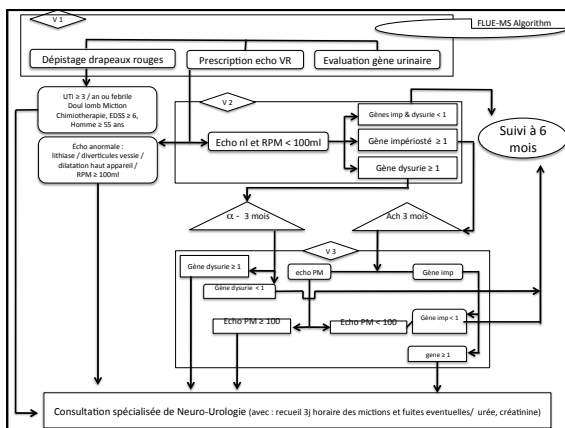 V 1
FLUE-MS Algorithm
Dépistage drapeaux rouges
Prescription echo VR
Evaluation gène urinaire
UTI ≥ 3 / an ou febrile
Doul lomb Miction
Chimiotherapie, EDSS ≥ 6,
Homme ≥ 55 ans
V 2
Gènes imp & dysurie < 1
Suivi à 6
mois
Echo nl et RPM < 100ml
Gène impériosté ≥ 1
Écho anormale :
lithiase / diverticules vessie /
dilatation haut appareil /
RPM ≥ 100ml
Gène dysurie ≥ 1
α - 3 mois
Ach 3 mois
V 3
Gène dysurie ≥ 1
echo PM
Gène imp
Gène dysurie < 1
Echo PM ≥ 100
Echo PM < 100
Gène imp < 1
gene ≥ 1
Consultation spécialisée de Neuro-Urologie (avec : recueil 3j horaire des mictions et fuites eventuelles/ urée, créatinine)